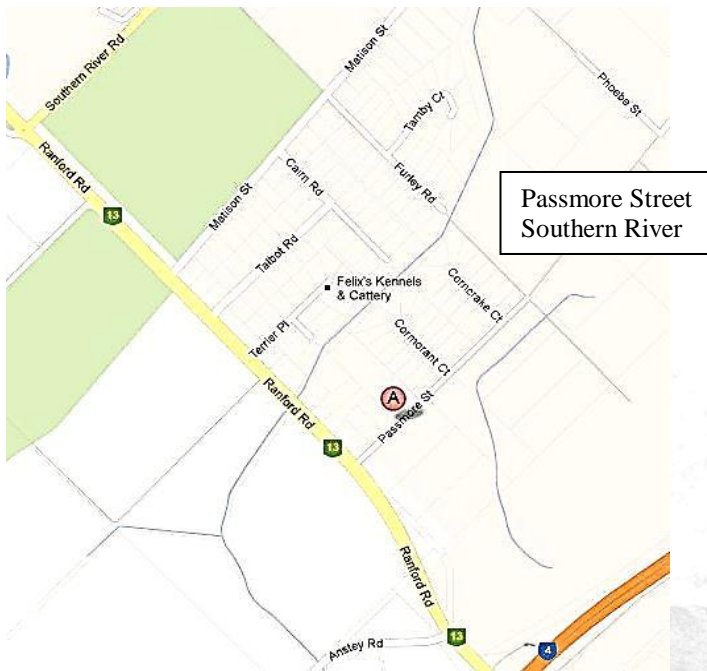 Southern River Rd
Matison St
Phoebe St
Tamby Ct
Ranford Rd
Cairn Rd
Furley Rd
13
Matison St
Passmore Street
Southern River
Talbot Rd
Felix's Kennels
& Cattery
Corncrake Ct
Terrier Pl
Cormorant Ct
Ranford Rd
A
Passmore St
13
Ranford Rd
Anstey Rd
13
4